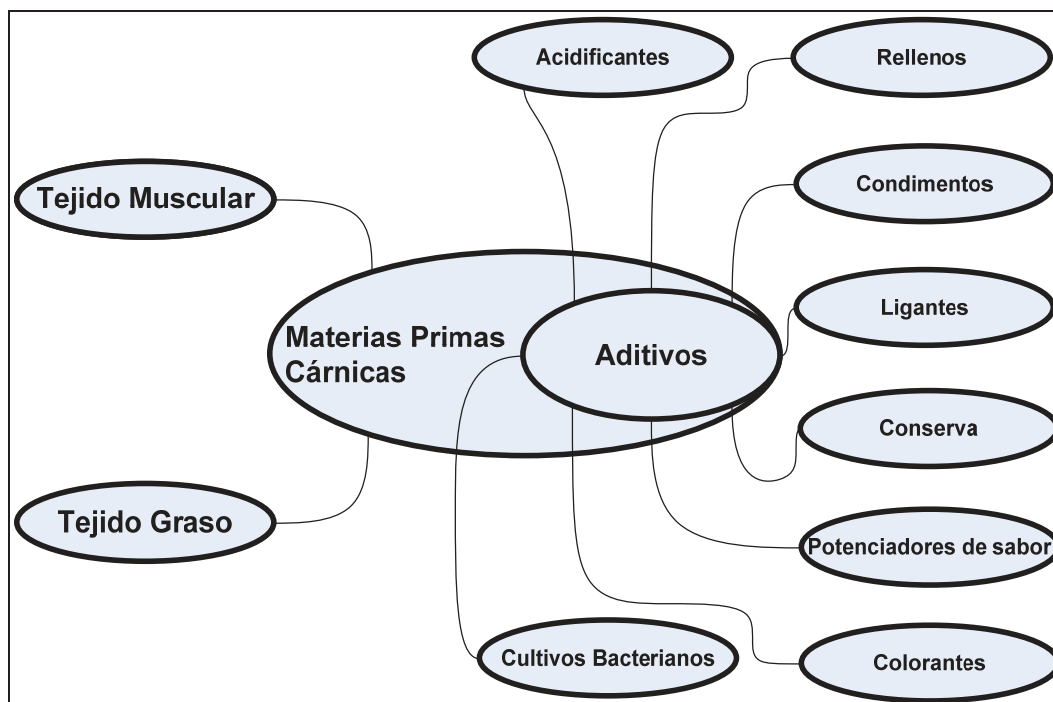 Acidificantes
Rellenos
Tejido Muscular
Condimentos
Materias Primas
Cárnicas
Aditivos
Ligantes
Conserva
Tejido Graso
Potenciadores de sabor
Cultivos Bacterianos
Colorantes